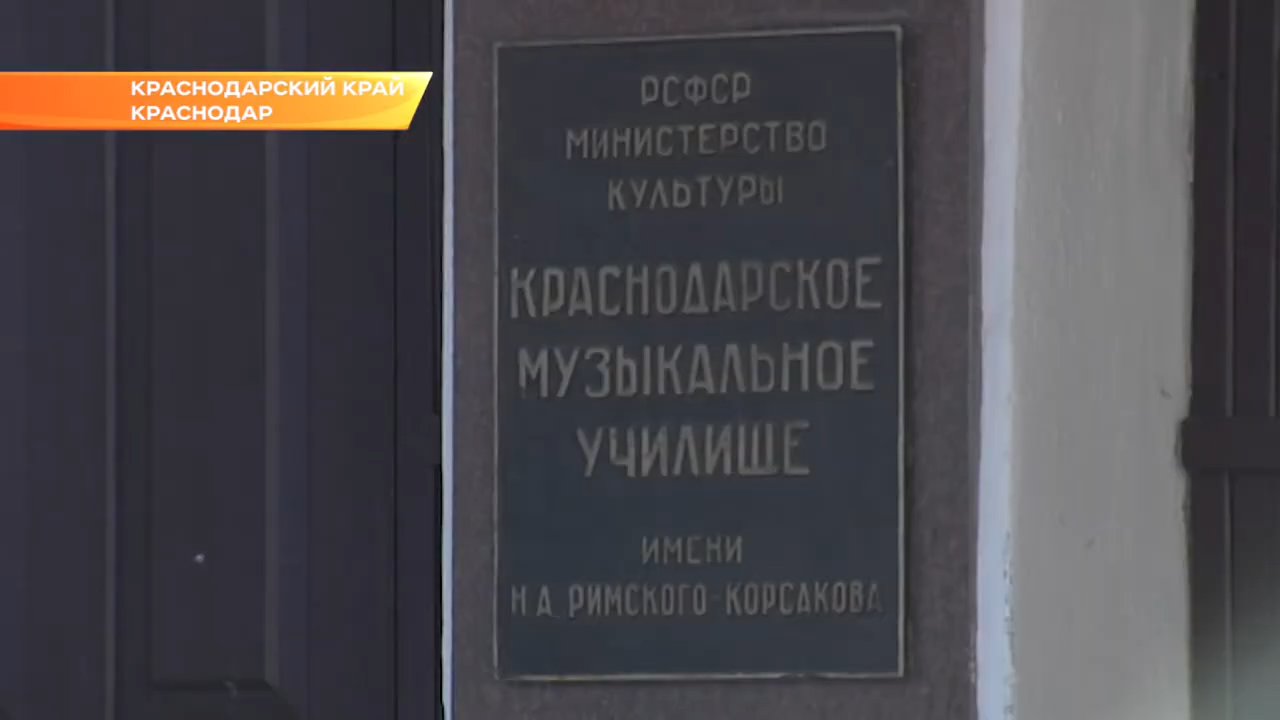 КРАСНОДАРСКИЙ КРАЙ
КРАСНОДАР
РСФСР
МИНИСТЕРСТВО
КУЛЬТУРЫ
КРАСНОДАРСКОЕ
МУЗЫКАЛЬНОЕ
УЧИЛИЩЕ
ИМЕНИ
Н.А. РИМСКОГО-КОРСАКОВА